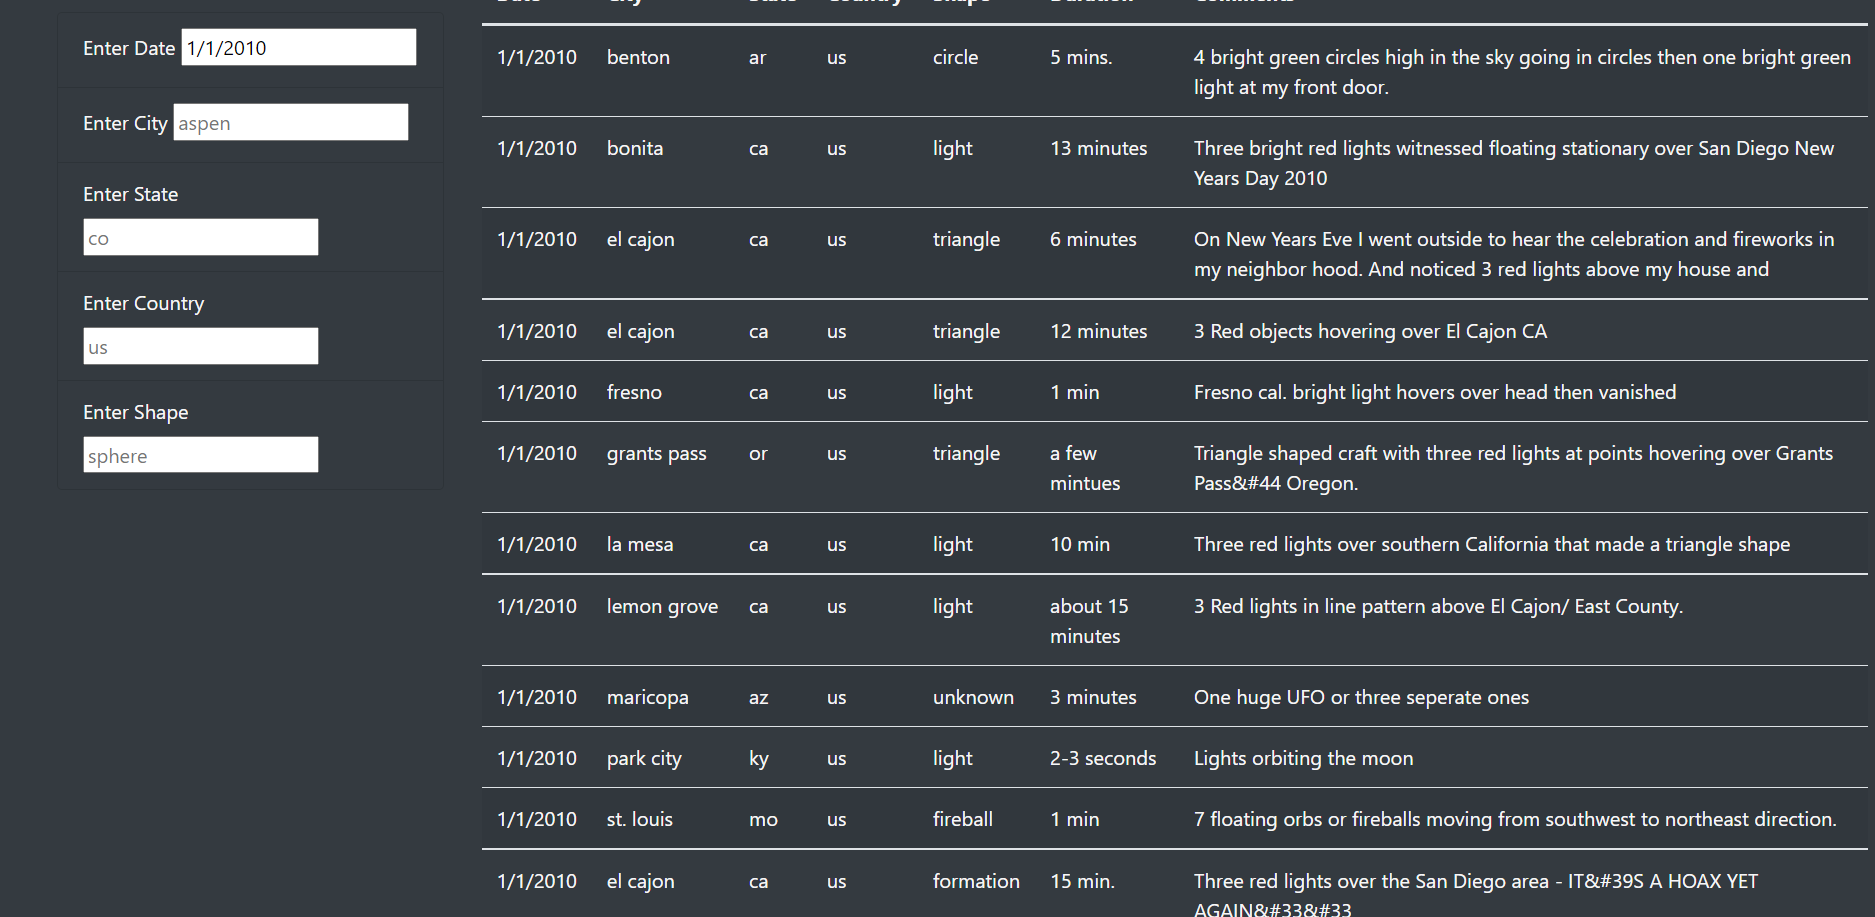 Enter Date 1/1/2010
Enter City aspen
Enter State
co
Enter Country
us
Enter Shape
sphere
Date City State Country Shape Duration Comments
1/1/2010 benton ar us circle 5 mins. 4 bright green circles high in the sky going in circles then one bright green
light at my front door.
1/1/2010 bonita ca us light 13 minutes Three bright red lights witnessed floating stationary over San Diego New
Years Day 2010
1/1/2010 el cajon ca us triangle 6 minutes On New Years Eve I went outside to hear the celebration and fireworks in
my neighbor hood. And noticed 3 red lights above my house and
1/1/2010 el cajon ca us triangle 12 minutes 3 Red objects hovering over El Cajon CA
1/1/2010 fresno ca us light 1 min Fresno cal. bright light hovers over head then vanished
1/1/2010 grants pass or us triangle a few Triangle shaped craft with three red lights at points hovering over Grants
mintues Pass&#44 Oregon.
1/1/2010 la mesa ca us light 10 min Three red lights over southern California that made a triangle shape
1/1/2010 lemon grove ca us light about 15 3 Red lights in line pattern above El Cajon/ East County.
minutes
1/1/2010 maricopa az us unknown 3 minutes One huge UFO or three seperate ones
1/1/2010 park city ky us light 2-3 seconds Lights orbiting the moon
1/1/2010 st. louis mo us fireball 1 min 7 floating orbs or fireballs moving from southwest to northeast direction.
1/1/2010 el cajon ca us formation 15 min. Three red lights over the San Diego area - IT&#39S A HOAX YET
AGAIN&#33&#33